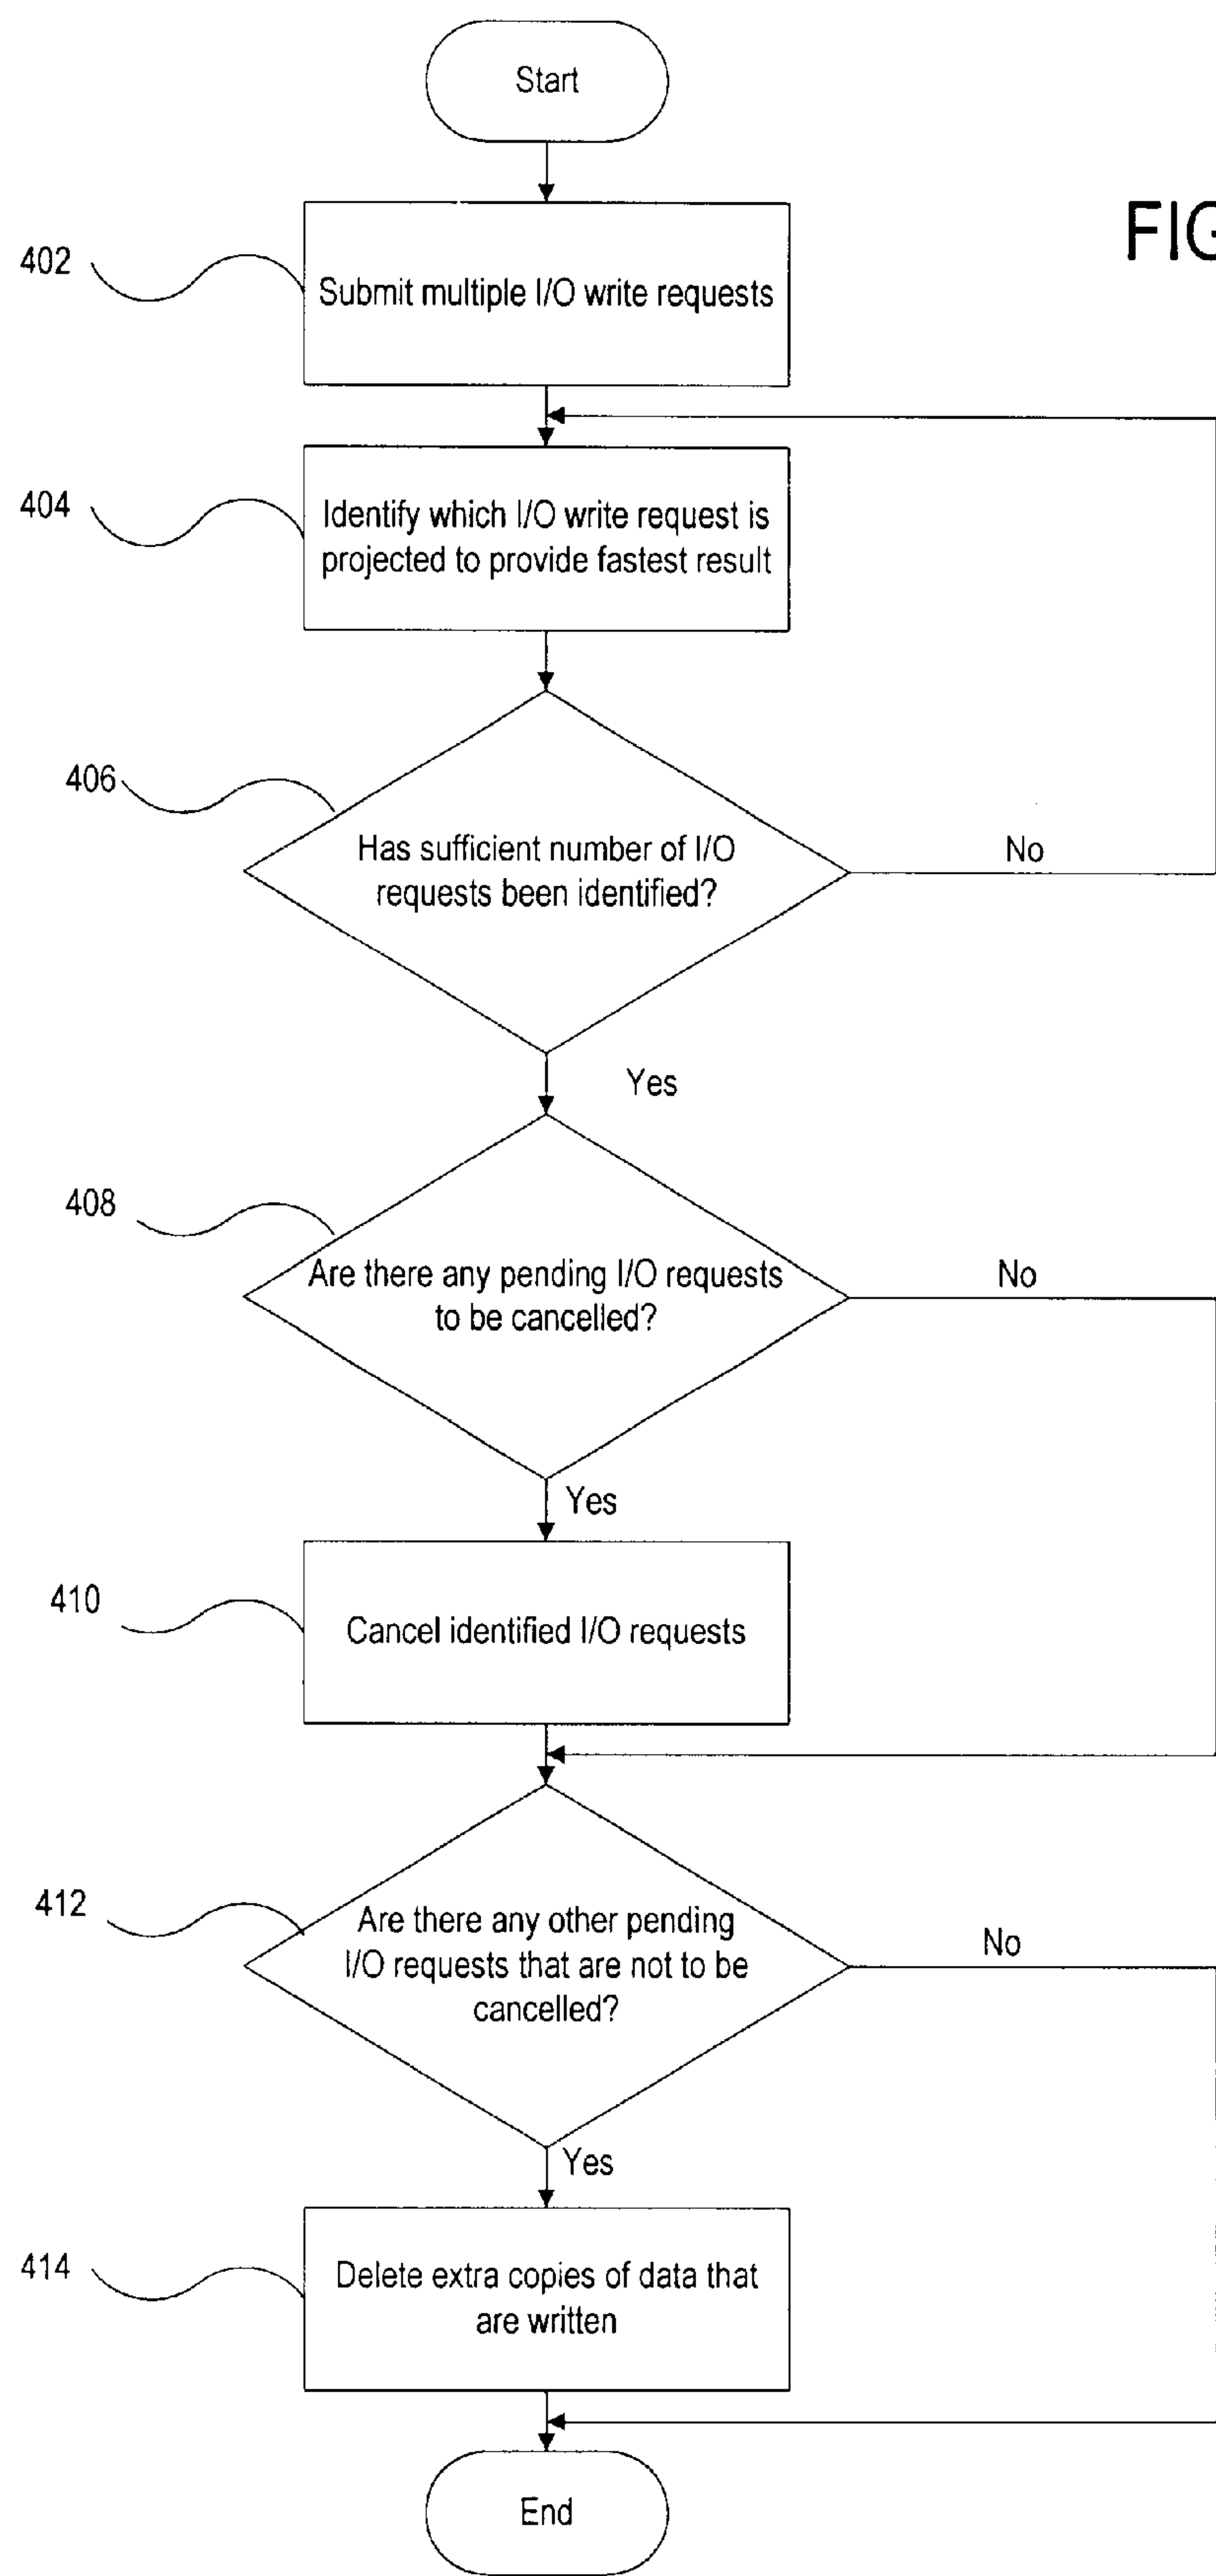 Start
FIG
402
Submit multiple I/O write requests
404
Identify which I/O write request is
projected to provide fastest result
406
Has sufficient number of I/O
requests been identified?
No
Yes
408
Are there any pending I/O requests
to be cancelled?
No
Yes
410
Cancel identified I/O requests
412
Are there any other pending
I/O requests that are not to be
cancelled?
No
Yes
414
Delete extra copies of data that
are written
End